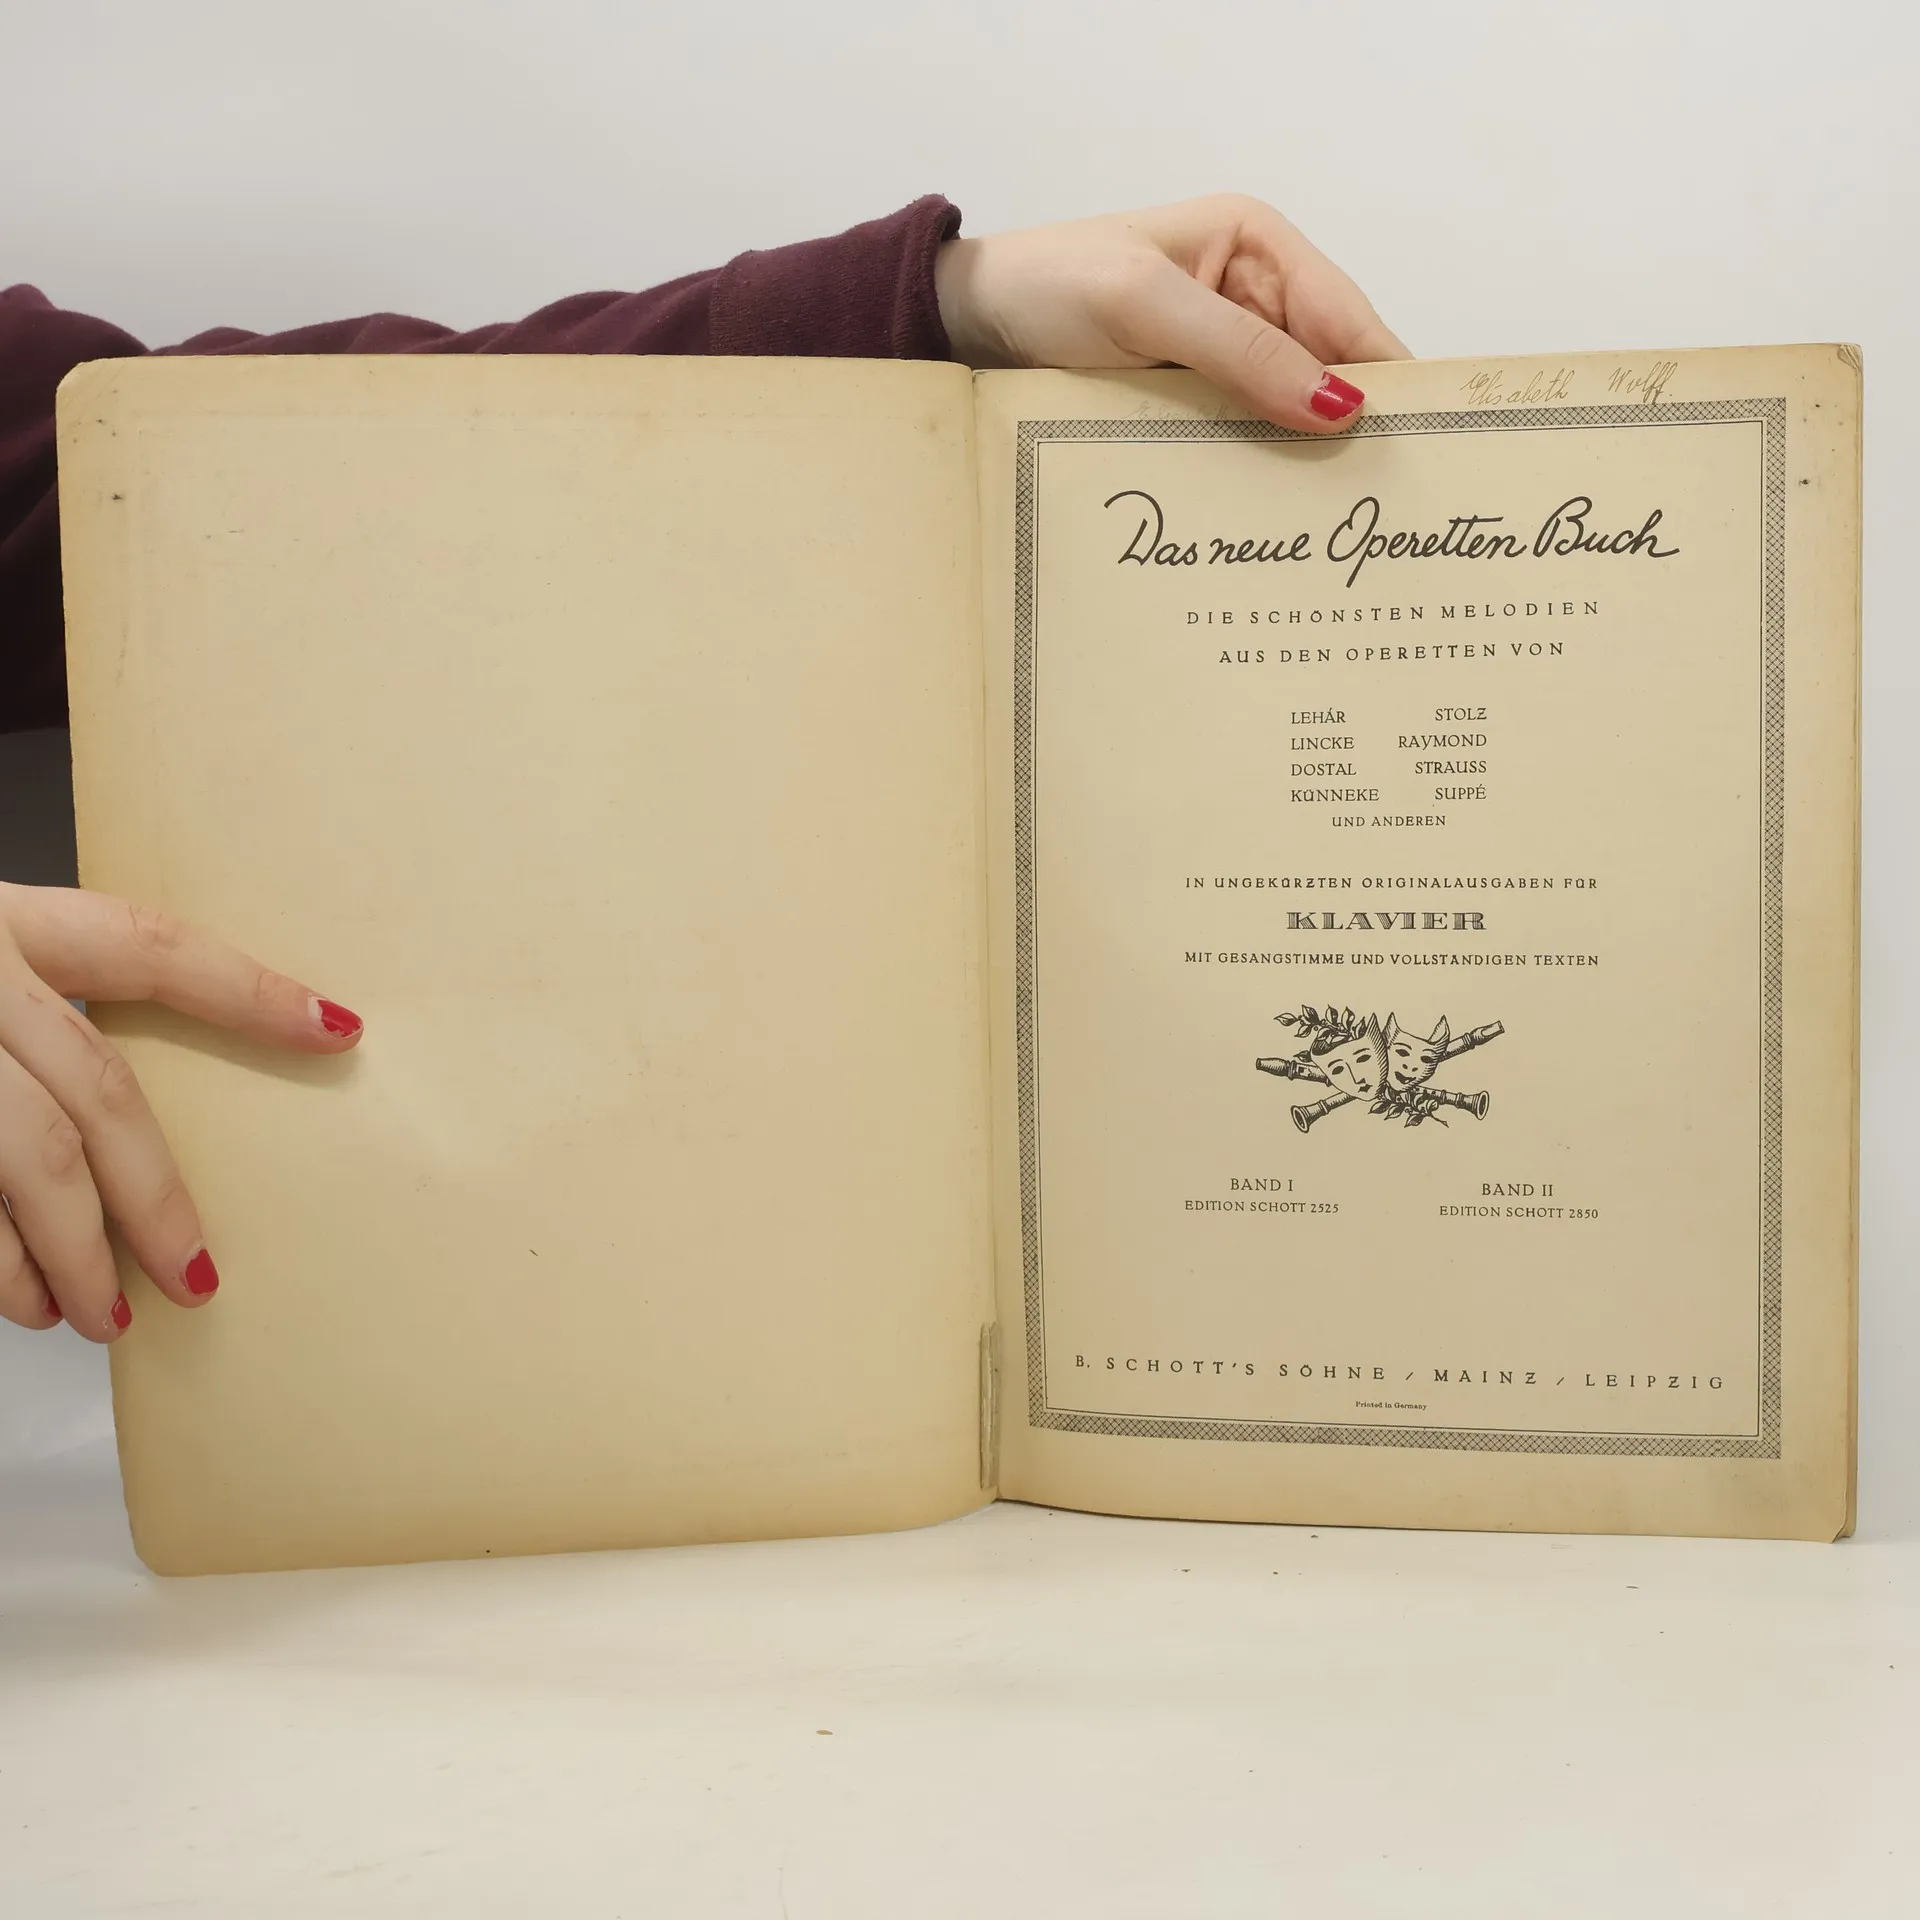 Elisabeth Wolff.
Das neue Operetten Buch
DIE SCHÖNSTEN MELODIEN
AUS DEN OPERETTEN VON
LEHÁR STOLZ
LINCKE RAYMOND
DOSTAL STRAUSS
KÜNNEKE SUPPÉ
UND ANDEREN
IN UNGEKÜRZTEN ORIGINALAUSGABEN FÜR
KLAVIER
MIT GESANGSTIMME UND VOLLSTÄNDIGEN TEXTEN
BAND I BAND II
EDITION SCHOTT 2525 EDITION SCHOTT 2850
B. SCHOTT'S SÖHNE / MAINZ / LEIPZIG
Printed in Germany